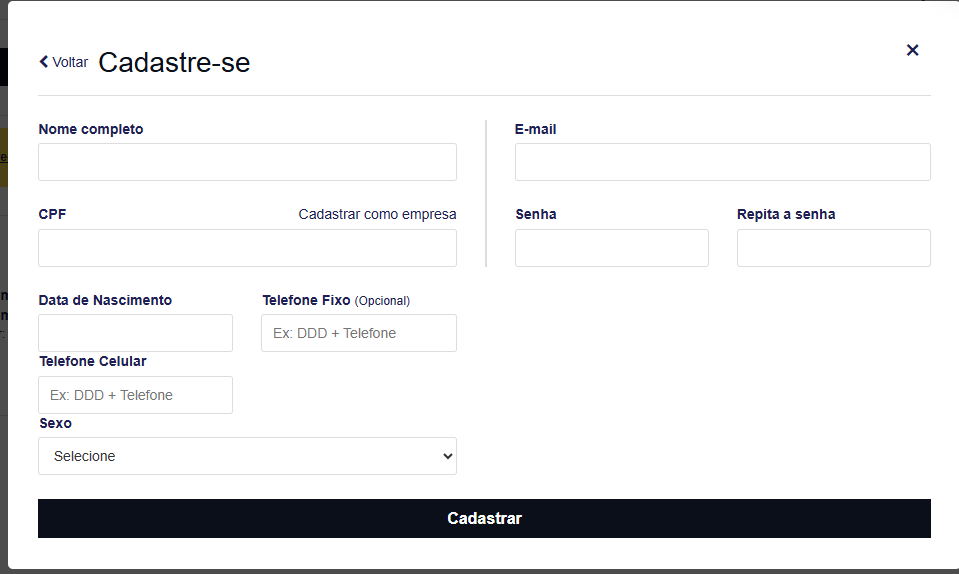 Voltar Cadastre-se
Nome completo
E-mail
CPF Cadastrar como empresa
Senha Repita a senha
Data de Nascimento Telefone Fixo (Opcional)
Ex: DDD + Telefone
Telefone Celular
Ex: DDD + Telefone
Sexo
Selecione
Cadastrar